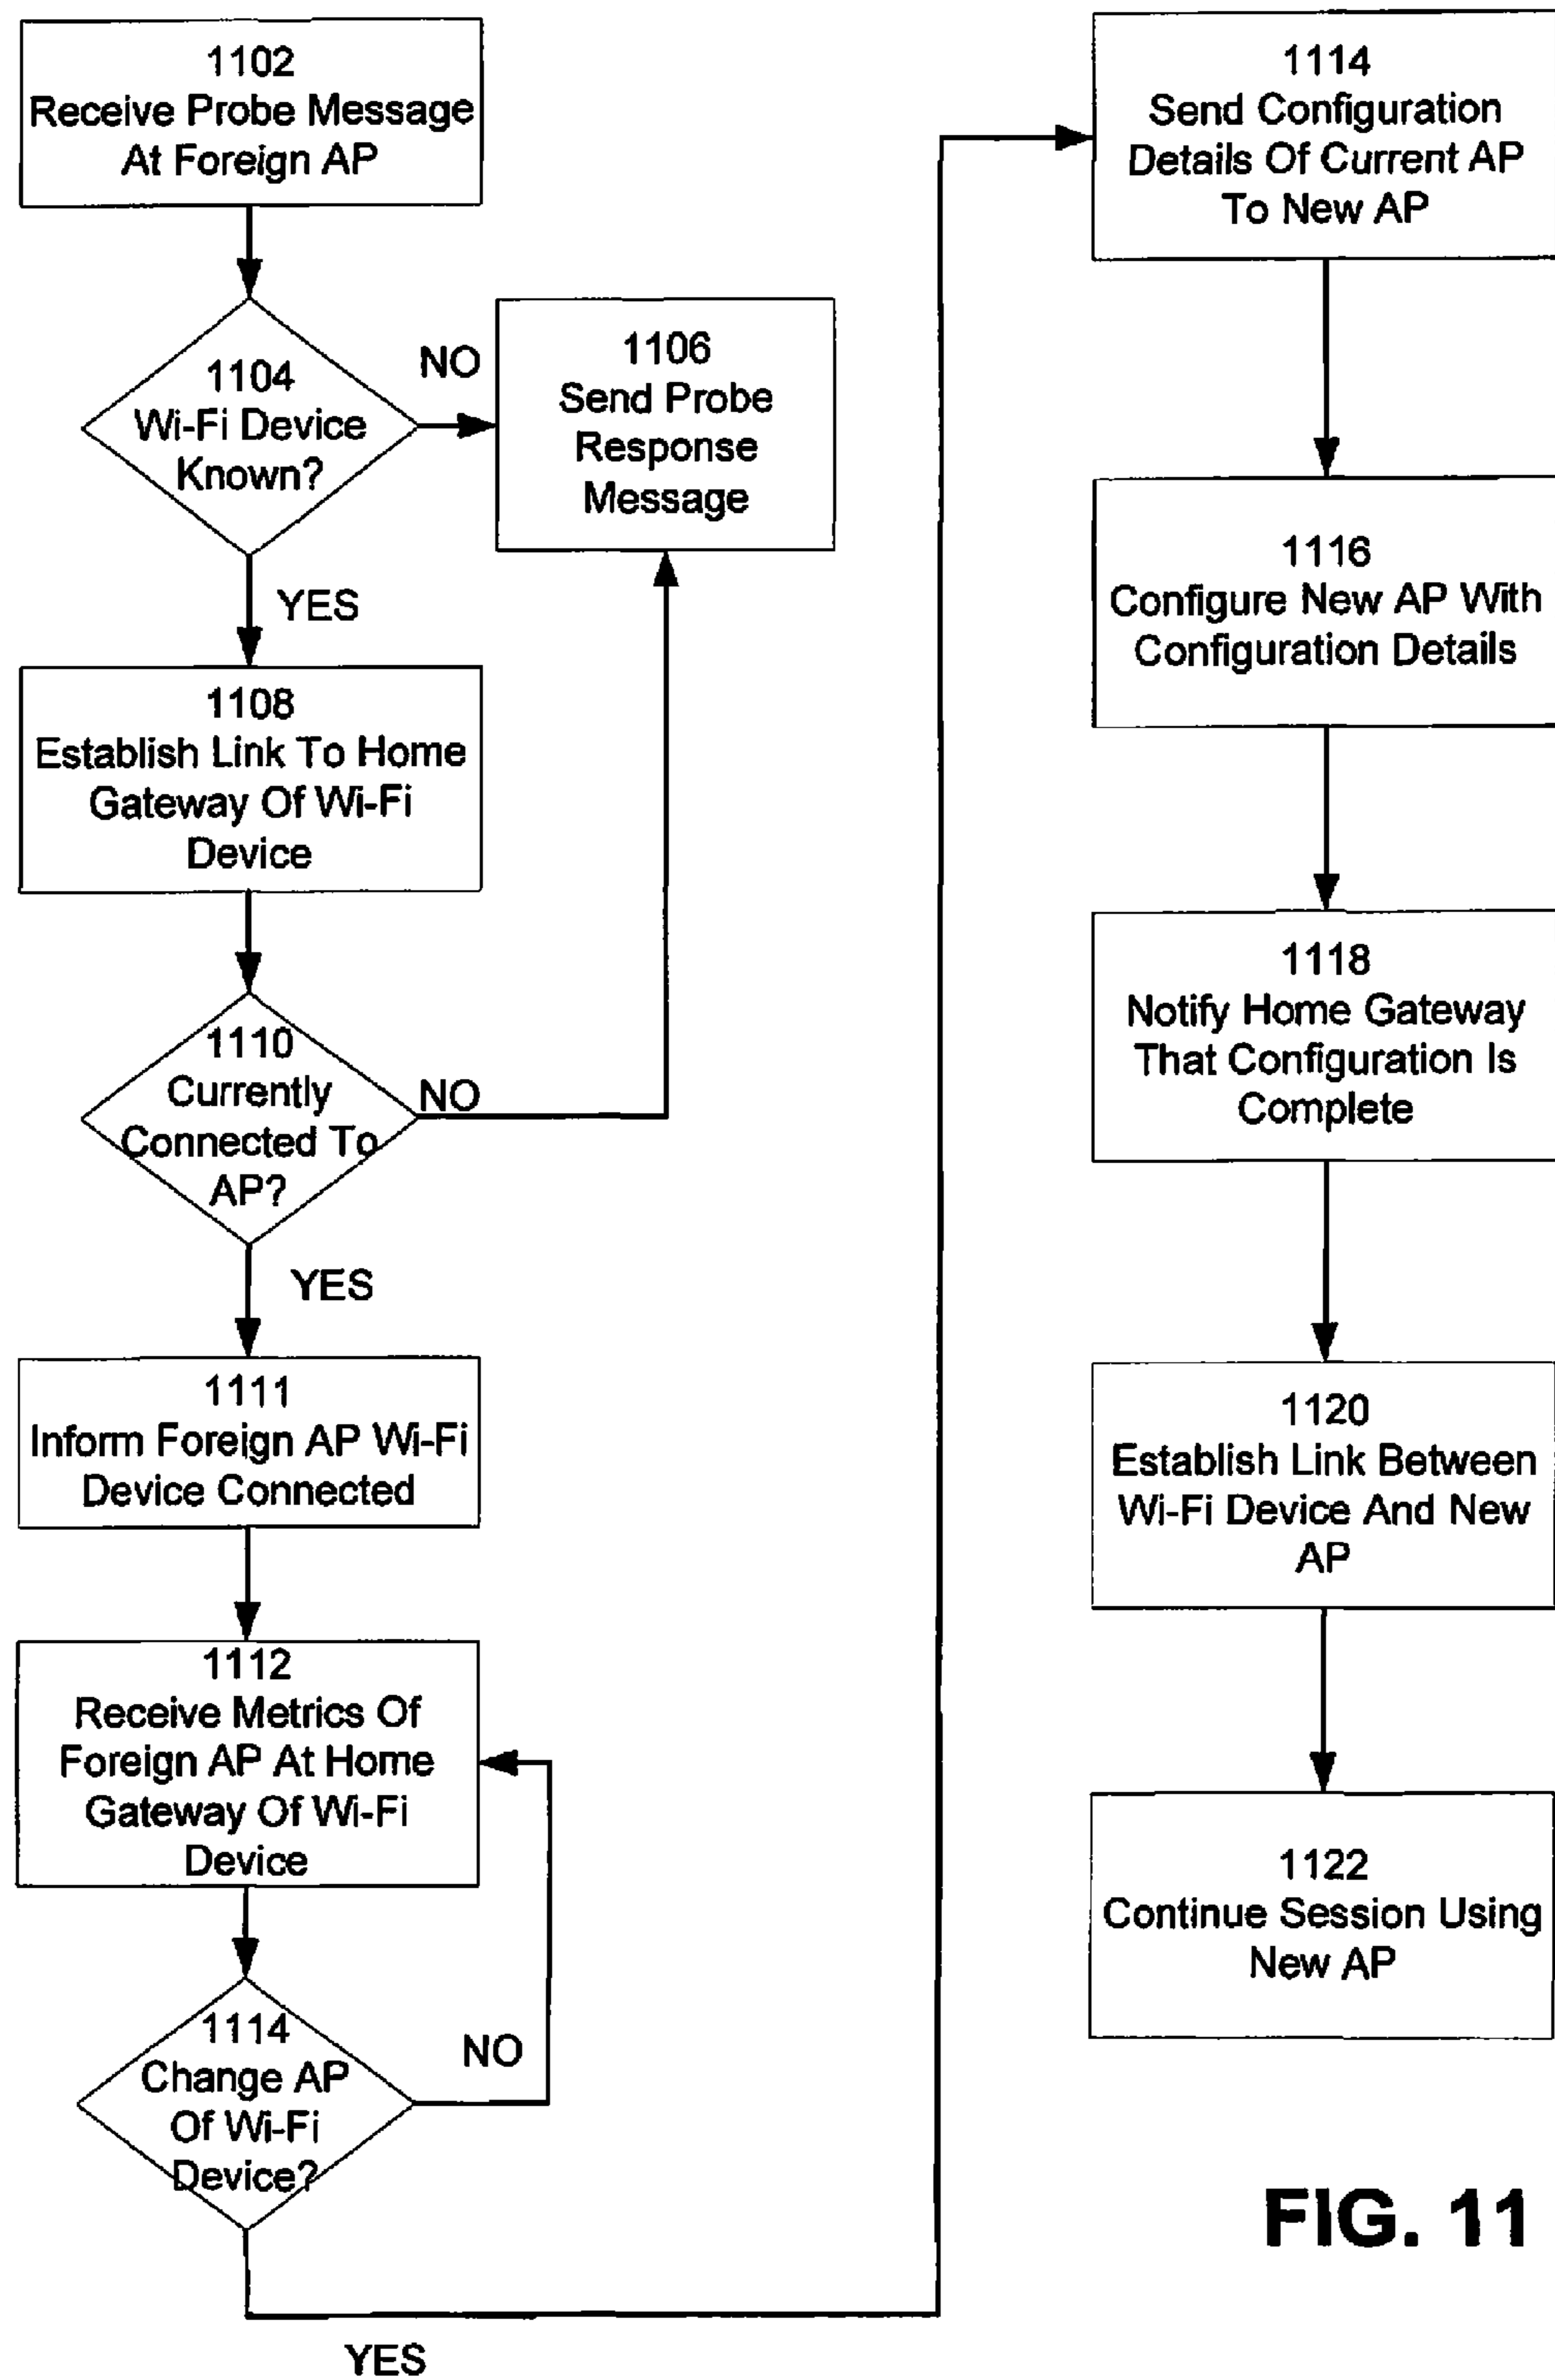 1102
Receive Probe Message
At Foreign AP
1104
Wi-Fi Device
Known?
NO
1106
Send Probe
Response
Message
YES
1108
Establish Link To Home
Gateway Of Wi-Fi
Device
1110
Currently
Connected To
AP?
NO
YES
1111
Inform Foreign AP Wi-Fi
Device Connected
1112
Receive Metrics Of
Foreign AP At Home
Gateway Of Wi-Fi
Device
1114
Change AP
Of Wi-Fi
Device?
NO
YES
1114
Send Configuration
Details Of Current AP
To New AP
1116
Configure New AP With
Configuration Details
1118
Notify Home Gateway
That Configuration Is
Complete
1120
Establish Link Between
Wi-Fi Device And New
AP
1122
Continue Session Using
New AP
FIG. 11